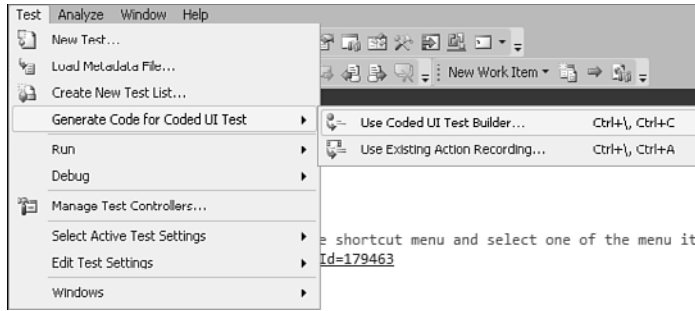 Test Analyze Window Help
New Test...
Load Metadata File...
New Work Item
Create New Test List...
Generate Code for Coded UI Test
Use Coded UI Test Builder... Ctrl+\, Ctrl+C
Run
Use Existing Action Recording... Ctrl+\, Ctrl+A
Debug
Manage Test Controllers...
Select Active Test Settings
e shortcut menu and select one of the menu it
Edit Test Settings
Id=179463
Windows